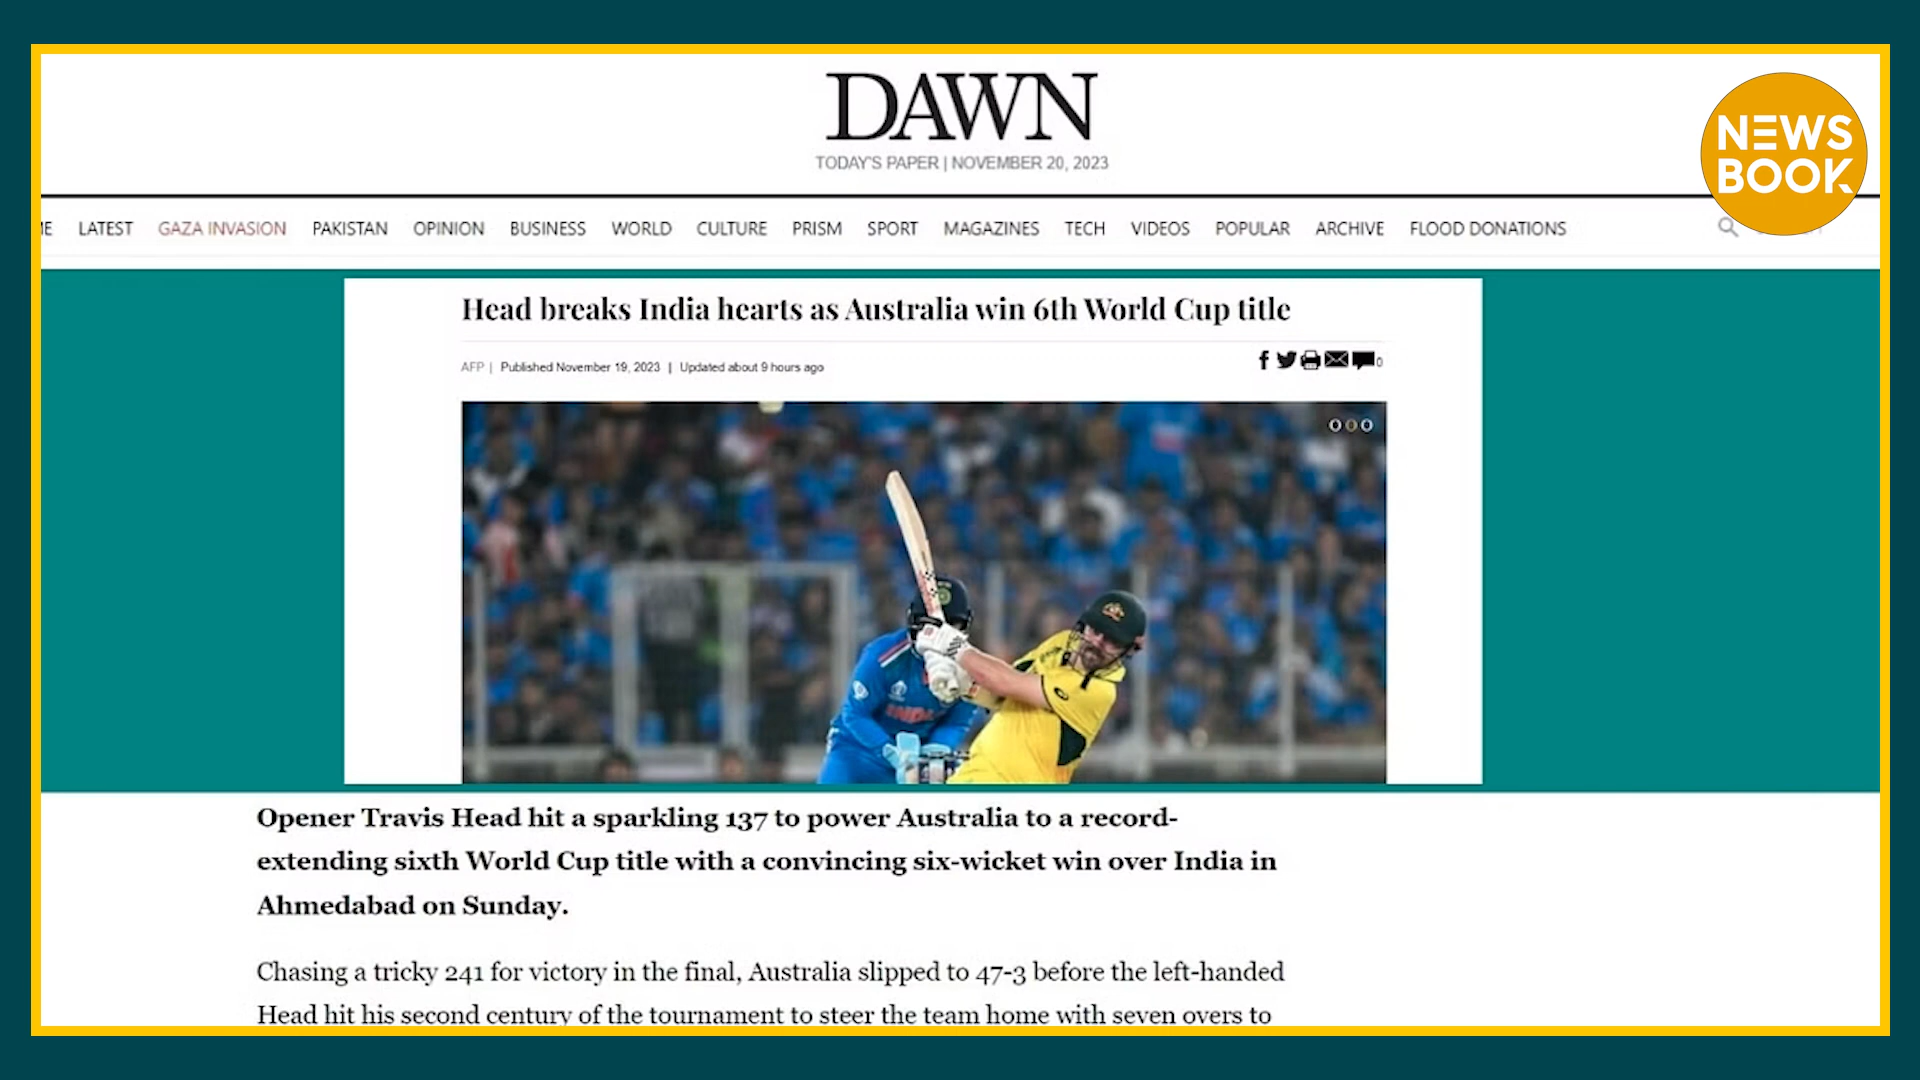 DAWN
TODAY'S PAPER | NOVEMBER 20, 2023
NEWS
BOOK
LATEST GAZA INVASION PAKISTAN OPINION BUSINESS WORLD CULTURE PRISM SPORT MAGAZINES TECH VIDEOS POPULAR ARCHIVE FLOOD DONATIONS
Head breaks India hearts as Australia win 6th World Cup title
AFP | Published November 19, 2023 | Updated about 9 hours ago
0
INDIA
Opener Travis Head hit a sparkling 137 to power Australia to a record-
extending sixth World Cup title with a convincing six-wicket win over India in
Ahmedabad on Sunday.
Chasing a tricky 241 for victory in the final, Australia slipped to 47-3 before the left-handed
Head hit his second century of the tournament to steer the team home with seven overs to